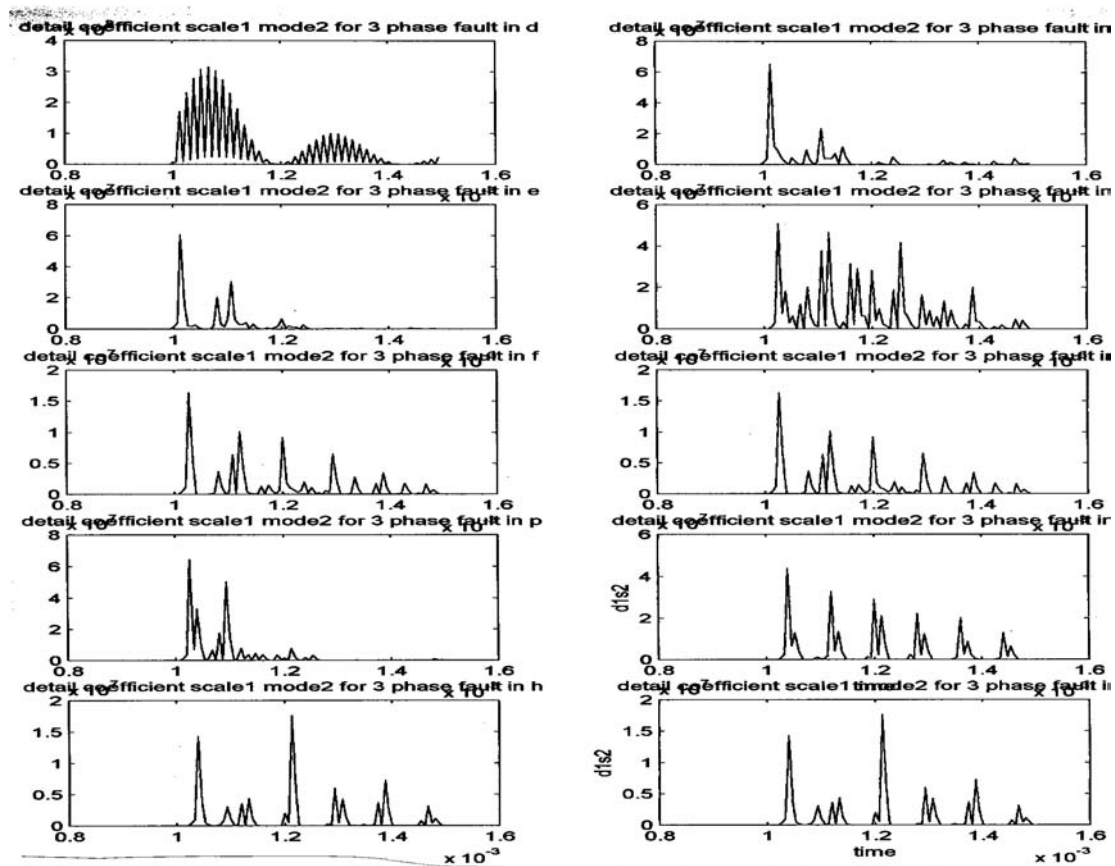 detail coefficient scale1 mode2 for 3 phase fault in d
4
3
2
1
0
0.8 1 1.2 1.4 1.6
detail coefficient scale1 mode2 for 3 phase fault in
8
6
4
2
0
0.8 1 1.2 1.4 1.6
detail coefficient scale1 mode2 for 3 phase fault in e
8
6
4
2
0
0.8 1 1.2 1.4 1.6
detail coefficient scale1 mode2 for 3 phase fault in
6
4
2
0
0.8 1 1.2 1.4 1.6
detail coefficient scale1 mode2 for 3 phase fault in f
2
1.5
1
0.5
0
0.8 1 1.2 1.4 1.6
detail coefficient scale1 mode2 for 3 phase fault in
2
1.5
1
0.5
0
0.8 1 1.2 1.4 1.6
detail coefficient scale1 mode2 for 3 phase fault in p
8
6
4
2
0
0.8 1 1.2 1.4 1.6
detail coefficient scale1 mode2 for 3 phase fault in
6
4
2
0
d1s2
0.8 1 1.2 1.4 1.6
time
detail coefficient scale1 mode2 for 3 phase fault in h
2
1.5
1
0.5
0
0.8 1 1.2 1.4 1.6
x 10⁻³
detail coefficient scale1 mode2 for 3 phase fault in
2
1.5
1
0.5
0
d1s2
0.8 1 1.2 1.4 1.6
time
x 10⁻³